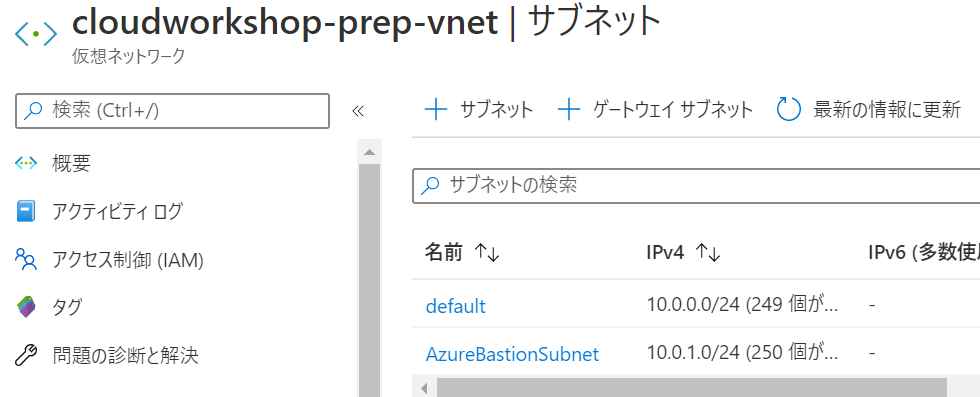 cloudworkshop-prep-vnet | サブネット
仮想ネットワーク
検索 (Ctrl+/)
«
概要
アクティビティ ログ
アクセス制御 (IAM)
タグ
問題の診断と解決
+ サブネット
+ ゲートウェイ サブネット
最新の情報に更新
サブネットの検索
名前 ↑↓ IPv4 ↑↓ IPv6 (多数使用
default 10.0.0.0/24 (249 個が... -
AzureBastionSubnet 10.0.1.0/24 (250 個が... -